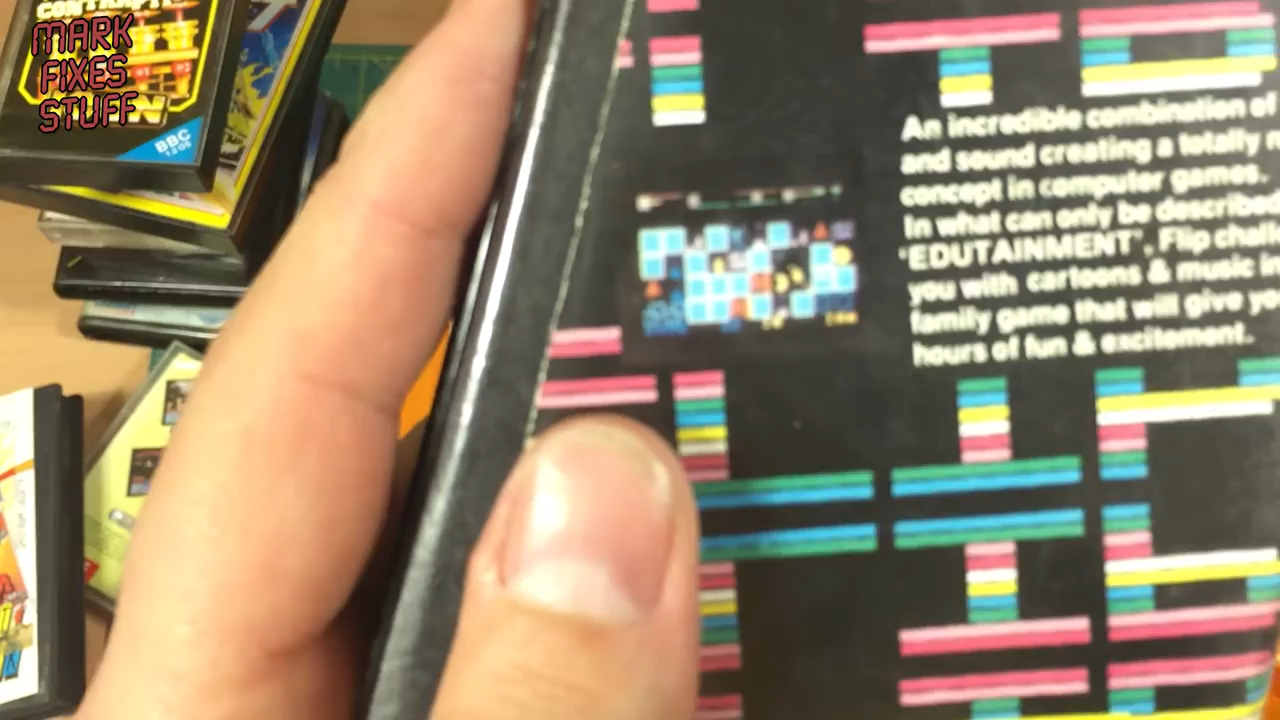 CONTRAPTI
MARK
FIXES
STUFF
BBC
An incredible combination of
and sound creating a totally
concept in computer games.
In what can only be described
'EDUTAINMENT'. Flip chall
you with cartoons & music in
family game that will give yo
hours of fun & excitement.